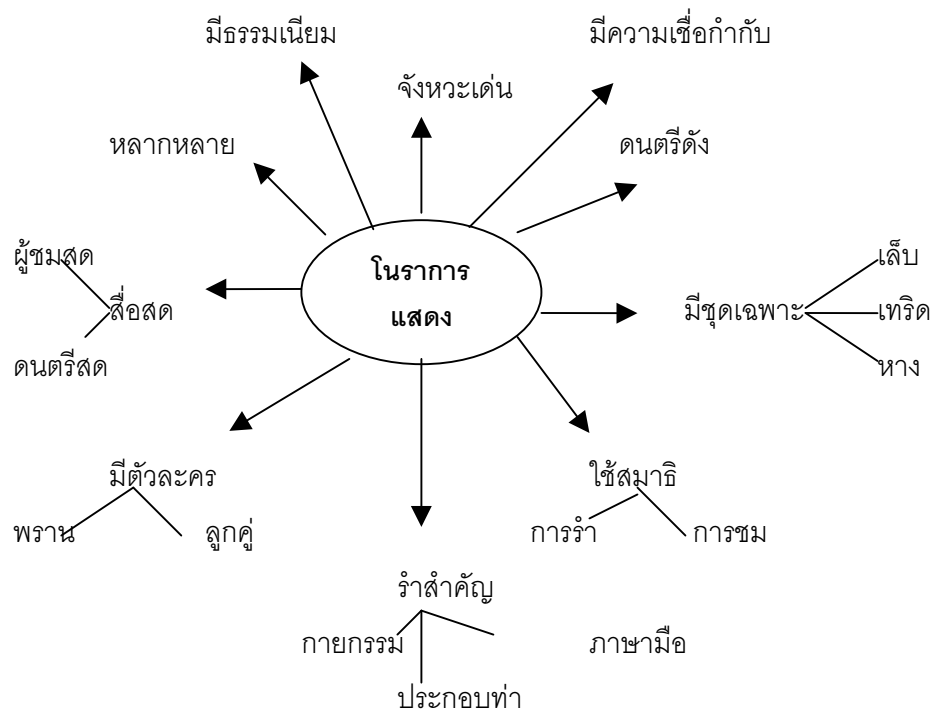 มีธรรมเนียม
มีความเชื่อกำกับ
จังหวะเด่น
หลากหลาย
ดนตรีดัง
ผู้ชมสด
สื่อสด
ดนตรีสด
โนราการ
แสดง
มีชุดเฉพาะ
เล็บ
เทริด
หาง
มีตัวละคร
พราน
ลูกคู่
ใช้สมาธิ
การรำ
การชม
รำสำคัญ
กายกรรม
ภาษามือ
ประกอบท่า